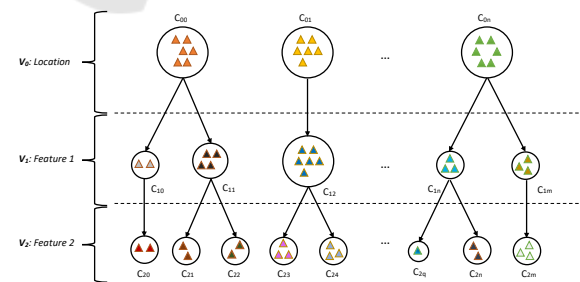 C00 C01 C0n
V0: Location ...
V1: Feature 1 ...
C10 C11 C12 C1n C1m
V2: Feature 2 ...
C20 C21 C22 C23 C24 C2q C2n C2m